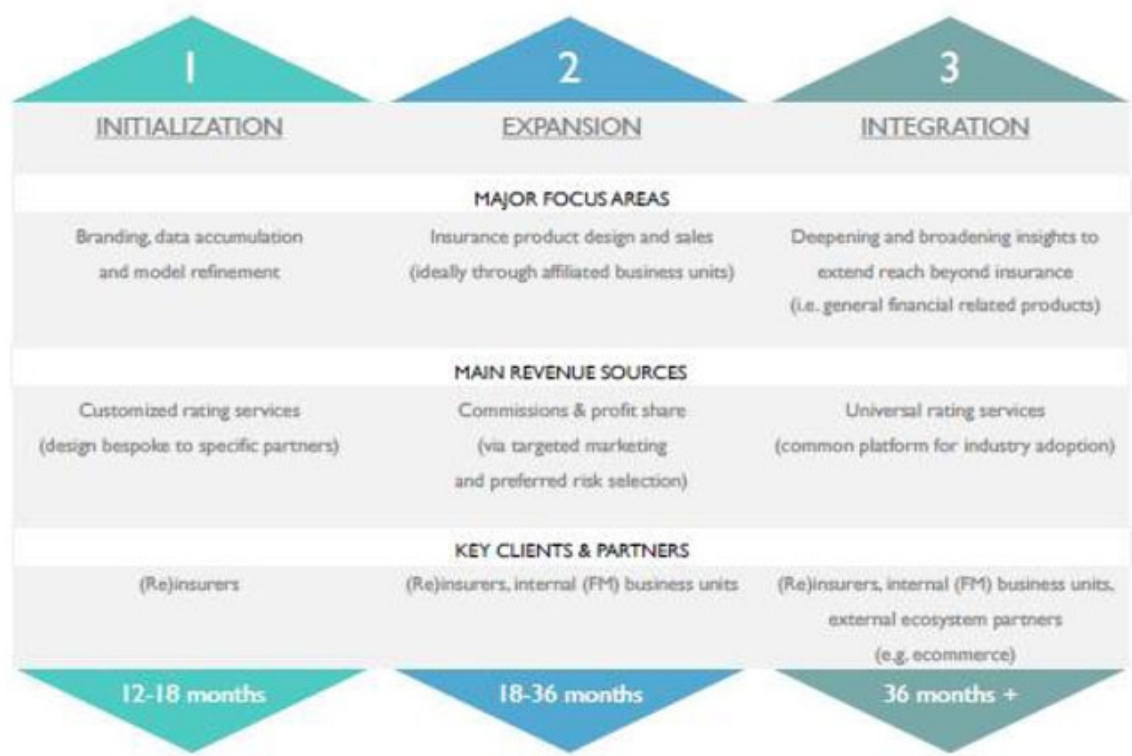 1
2
3
INITIALIZATION
EXPANSION
INTEGRATION
MAJOR FOCUS AREAS
Branding, data accumulation
and model refinement
Insurance product design and sales
(ideally through affiliated business units)
Deepening and broadening insights to
extend reach beyond insurance
(i.e. general financial related products)
MAIN REVENUE SOURCES
Customized rating services
(design bespoke to specific partners)
Commissions & profit share
(via targeted marketing
and preferred risk selection)
Universal rating services
(common platform for industry adoption)
KEY CLIENTS & PARTNERS
(Re)insurers
(Re)insurers, internal (FM) business units
(Re)insurers, internal (FM) business units,
external ecosystem partners
(e.g. ecommerce)
12-18 months
18-36 months
36 months +